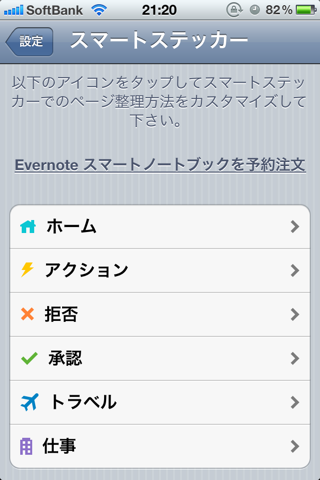 SoftBank 21:20 82%
設定 スマートステッカー
以下のアイコンをタップしてスマートステッ
カーでのページ整理方法をカスタマイズして
下さい。
Evernote スマートノートブックを予約注文
ホーム
アクション
拒否
承認
トラベル
仕事